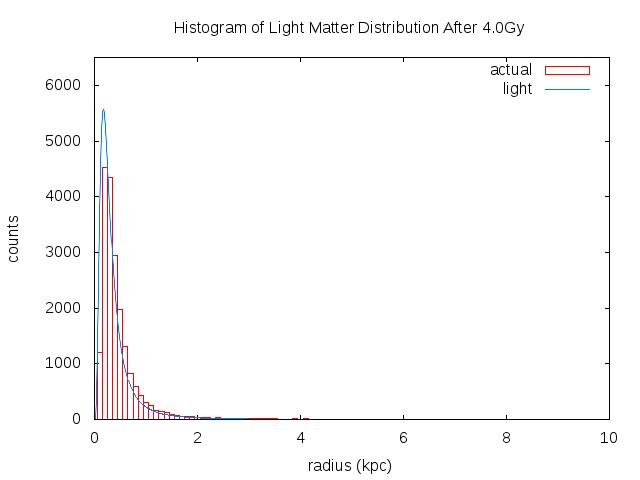 Histogram of Light Matter Distribution After 4.0Gy
actual
light
6000
5000
4000
3000
2000
1000
0
counts
0 2 4 6 8 10
radius (kpc)